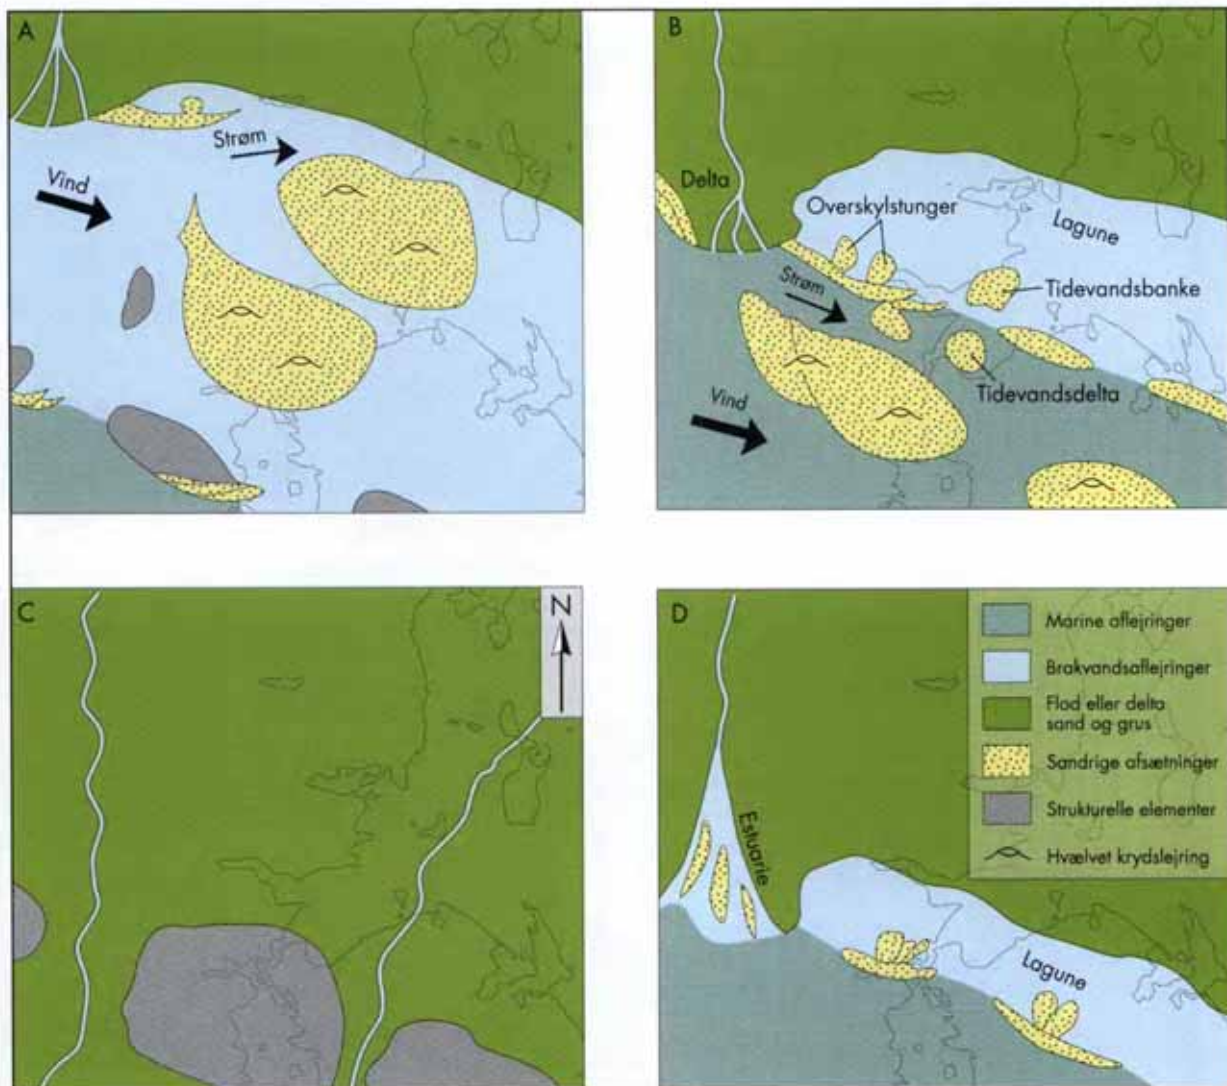 A
Strøm
Vind
B
Delta
Overskylstunger
Lagune
Strøm
Tidevandsbanke
Tidevandsdelta
Vind
C
N
D
Estuarie
Lagune
Marine aflejringer
Brakvandsaflejringer
Flod eller delta
sand og grus
Sandrige afsætninger
Strukturelle elementer
Hvælvet krydslejring